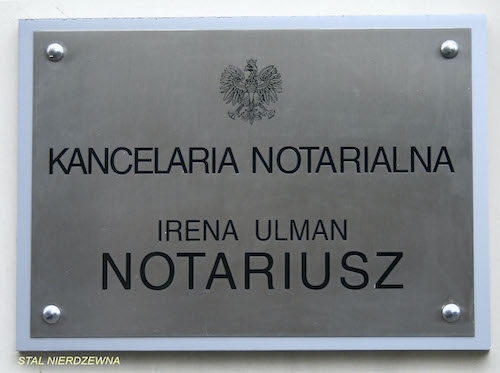 KANCELARIA NOTARIALNA
IRENA ULMAN
NOTARIUSZ
STAL NIERDZEWNA